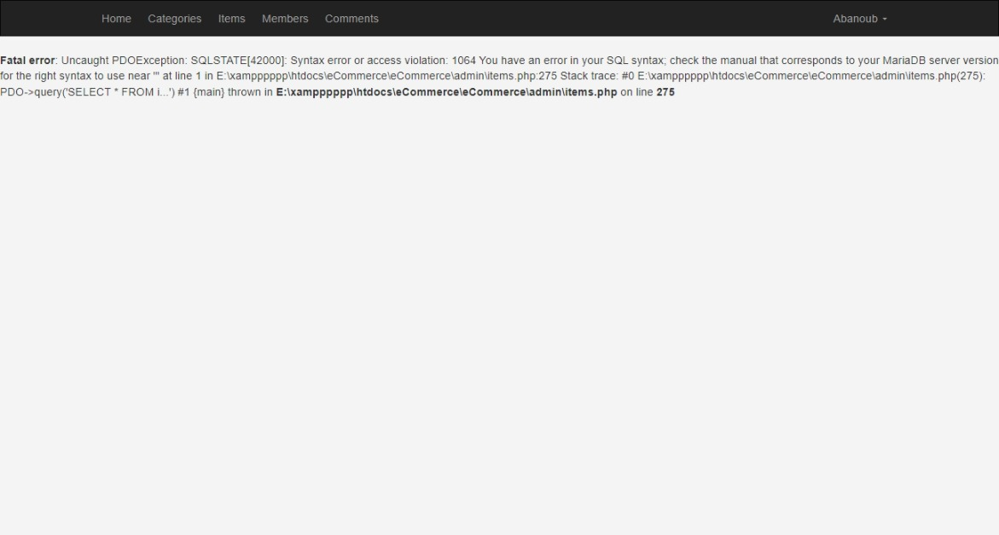 Home Categories Items Members Comments Abanoub
Fatal error: Uncaught PDOException: SQLSTATE[42000]: Syntax error or access violation: 1064 You have an error in your SQL syntax; check the manual that corresponds to your MariaDB server version
for the right syntax to use near '' at line 1 in E:\xampppppp\htdocs\eCommerce\eCommerce\admin\items.php:275 Stack trace: #0 E:\xampppppp\htdocs\eCommerce\eCommerce\admin\items.php(275):
PDO->query('SELECT * FROM i...') #1 {main} thrown in E:\xampppppp\htdocs\eCommerce\eCommerce\admin\items.php on line 275